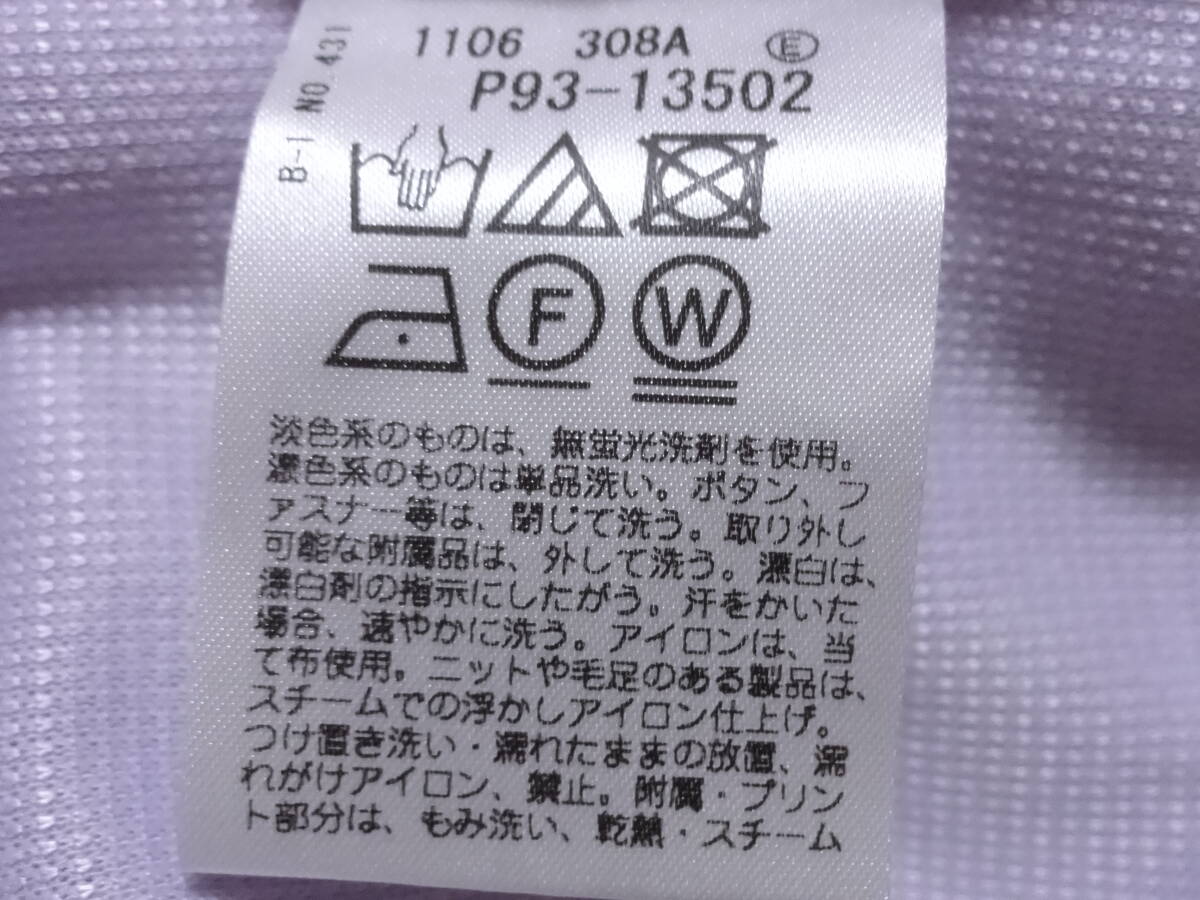 1106 308A Ⓔ
P93-13502
B-1 NO.431
F
W
淡色系のものは、無蛍光洗剤を使用。
濃色系のものは単品洗い。ボタン、フ
ァスナー等は、閉じて洗う。取り外し
可能な附属品は、外して洗う。漂白は、
漂白剤の指示にしたがう。汗をかいた
場合、速やかに洗う。アイロンは、当
て布使用。ニットや毛足のある製品は、
スチームでの浮かしアイロン仕上げ。
つけ置き洗い・濡れたままの放置、濡
れがけアイロン、禁止。附属・プリン
ト部分は、もみ洗い、乾熱・スチーム